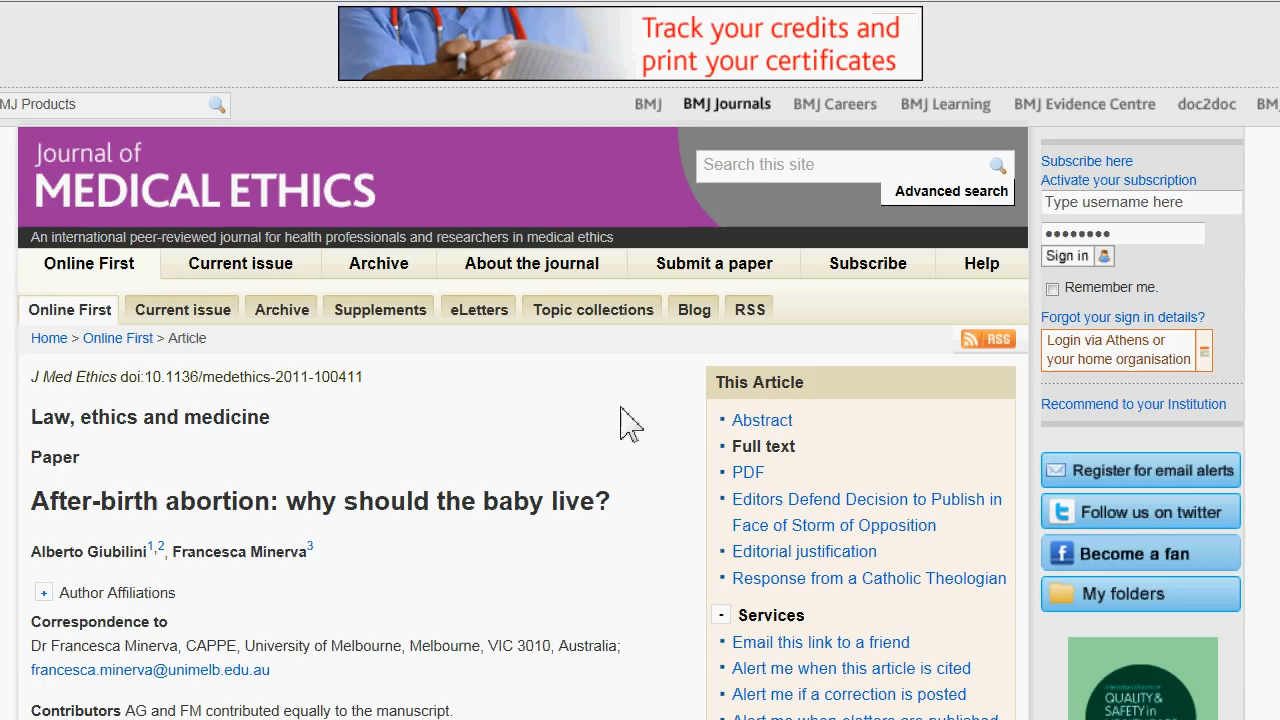 Track your credits and
print your certificates
MJ Products
BMJ BMJ Journals BMJ Careers BMJ Learning BMJ Evidence Centre doc2doc BM
Journal of
MEDICAL ETHICS
Search this site
Advanced search
An international peer-reviewed journal for health professionals and researchers in medical ethics
Online First Current issue Archive About the journal Submit a paper Subscribe Help
Online First Current issue Archive Supplements eLetters Topic collections Blog RSS
Home > Online First > Article
RSS
J Med Ethics doi:10.1136/medethics-2011-100411
Law, ethics and medicine
Paper
After-birth abortion: why should the baby live?
Alberto Giubilini1,2, Francesca Minerva3
+ Author Affiliations
Correspondence to
Dr Francesca Minerva, CAPPE, University of Melbourne, Melbourne, VIC 3010, Australia;
francesca.minerva@unimelb.edu.au
Contributors AG and FM contributed equally to the manuscript.
This Article
Abstract
Full text
PDF
Editors Defend Decision to Publish in
Face of Storm of Opposition
Editorial justification
Response from a Catholic Theologian
- Services
Email this link to a friend
Alert me when this article is cited
Alert me if a correction is posted
Alert me when eletters are published
Subscribe here
Activate your subscription
Type username here
Sign in
Remember me.
Forgot your sign in details?
Login via Athens or
your home organisation
Recommend to your Institution
Register for email alerts
Follow us on twitter
Become a fan
My folders
QUALITY &
SAFETY in